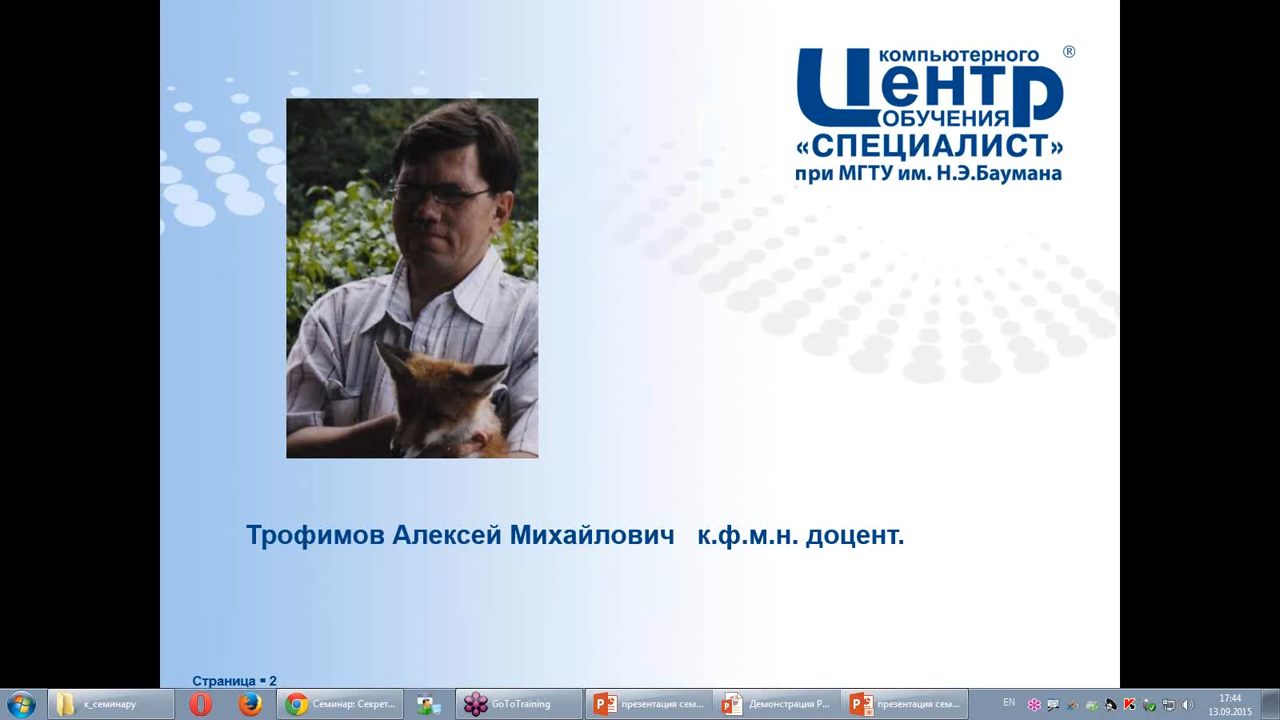 компьютерного
Центр
ОБУЧЕНИЯ
®
«СПЕЦИАЛИСТ»
при МГТУ им. Н.Э.Баумана
Трофимов Алексей Михайлович к.ф.м.н. доцент.
Страница ▪ 2
к_семинару
Семинар: Секрет...
GoToTraining
презентация сем...
Демонстрация P...
презентация сем...
EN
17:44
13.09.2015